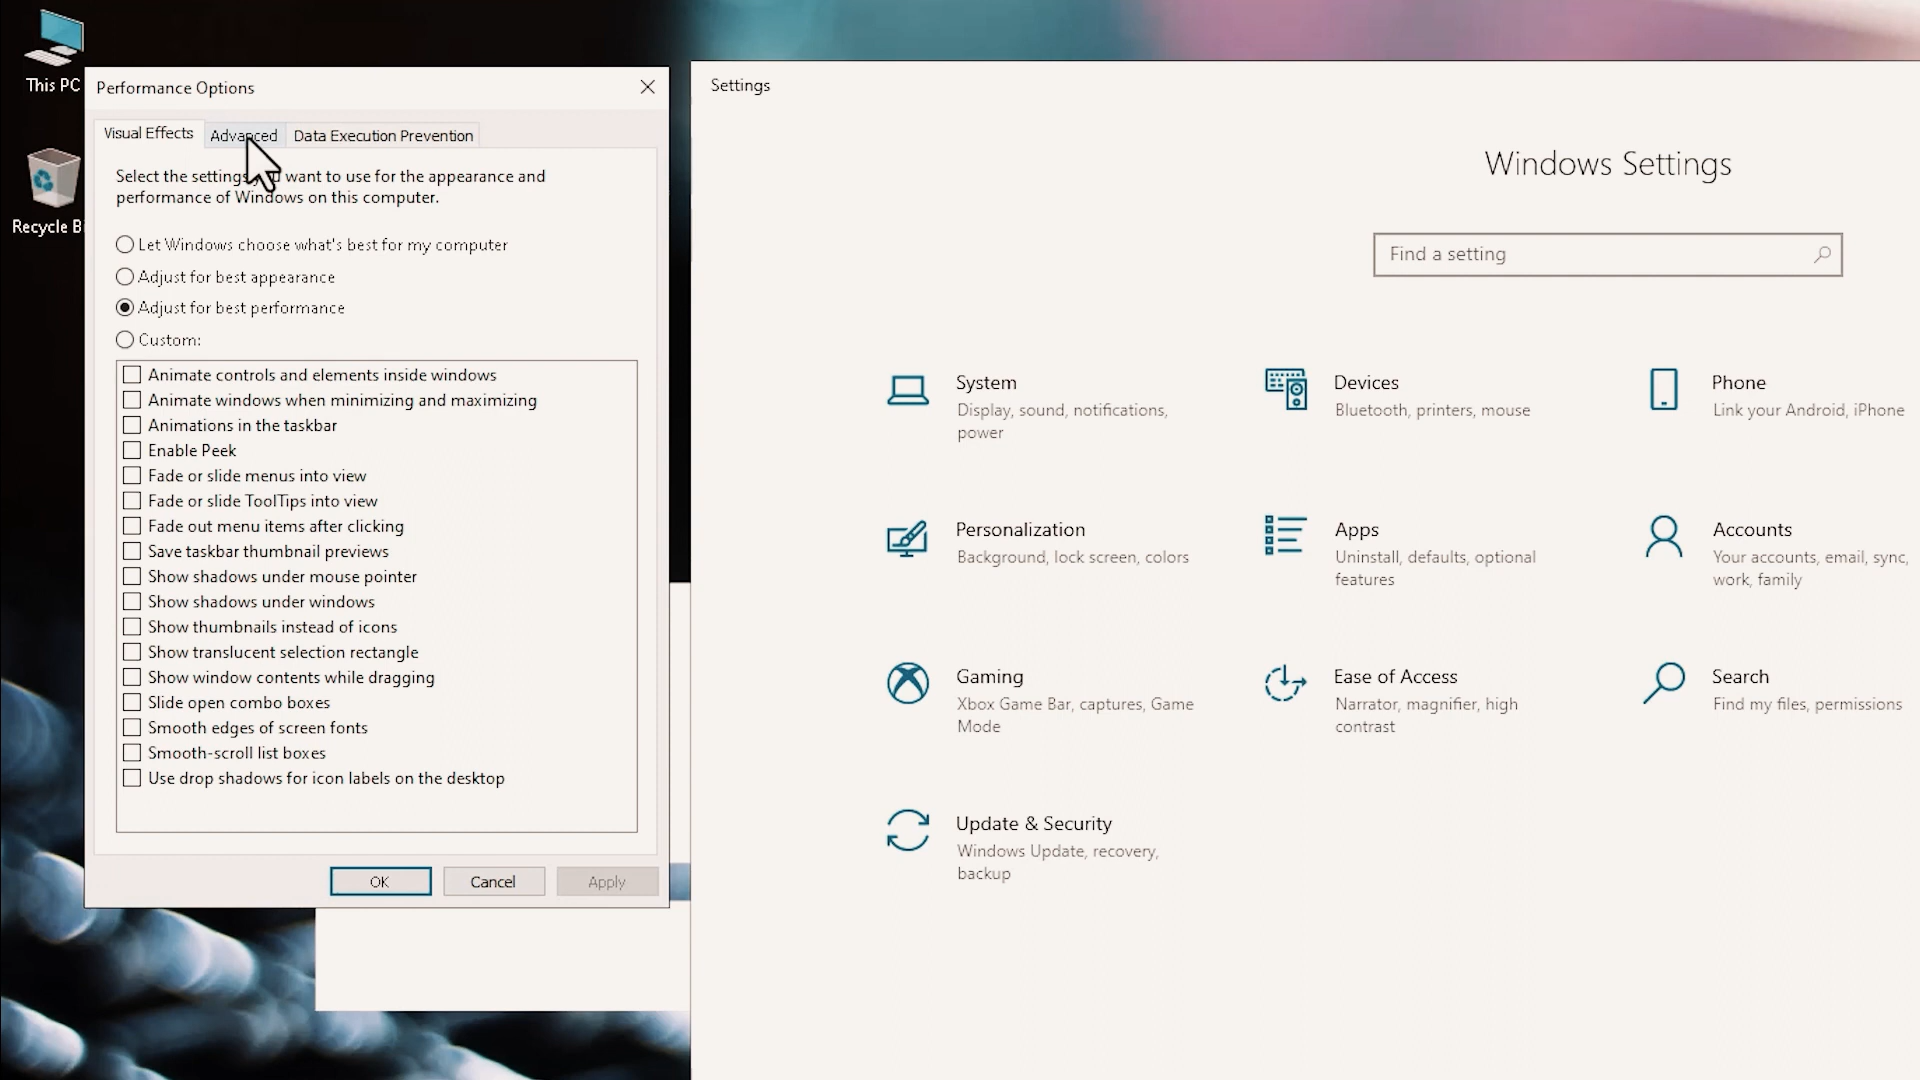 This PC
Recycle Bi
Performance Options
Visual Effects
Advanced
Data Execution Prevention
Select the settings you want to use for the appearance and
performance of Windows on this computer.
Let Windows choose what's best for my computer
Adjust for best appearance
Adjust for best performance
Custom:
Animate controls and elements inside windows
Animate windows when minimizing and maximizing
Animations in the taskbar
Enable Peek
Fade or slide menus into view
Fade or slide ToolTips into view
Fade out menu items after clicking
Save taskbar thumbnail previews
Show shadows under mouse pointer
Show shadows under windows
Show thumbnails instead of icons
Show translucent selection rectangle
Show window contents while dragging
Slide open combo boxes
Smooth edges of screen fonts
Smooth-scroll list boxes
Use drop shadows for icon labels on the desktop
OK
Cancel
Apply
Settings
Windows Settings
Find a setting
System
Display, sound, notifications,
power
Devices
Bluetooth, printers, mouse
Phone
Link your Android, iPhone
Personalization
Background, lock screen, colors
Apps
Uninstall, defaults, optional
features
Accounts
Your accounts, email, sync,
work, family
Gaming
Xbox Game Bar, captures, Game
Mode
Ease of Access
Narrator, magnifier, high
contrast
Search
Find my files, permissions
Update & Security
Windows Update, recovery,
backup